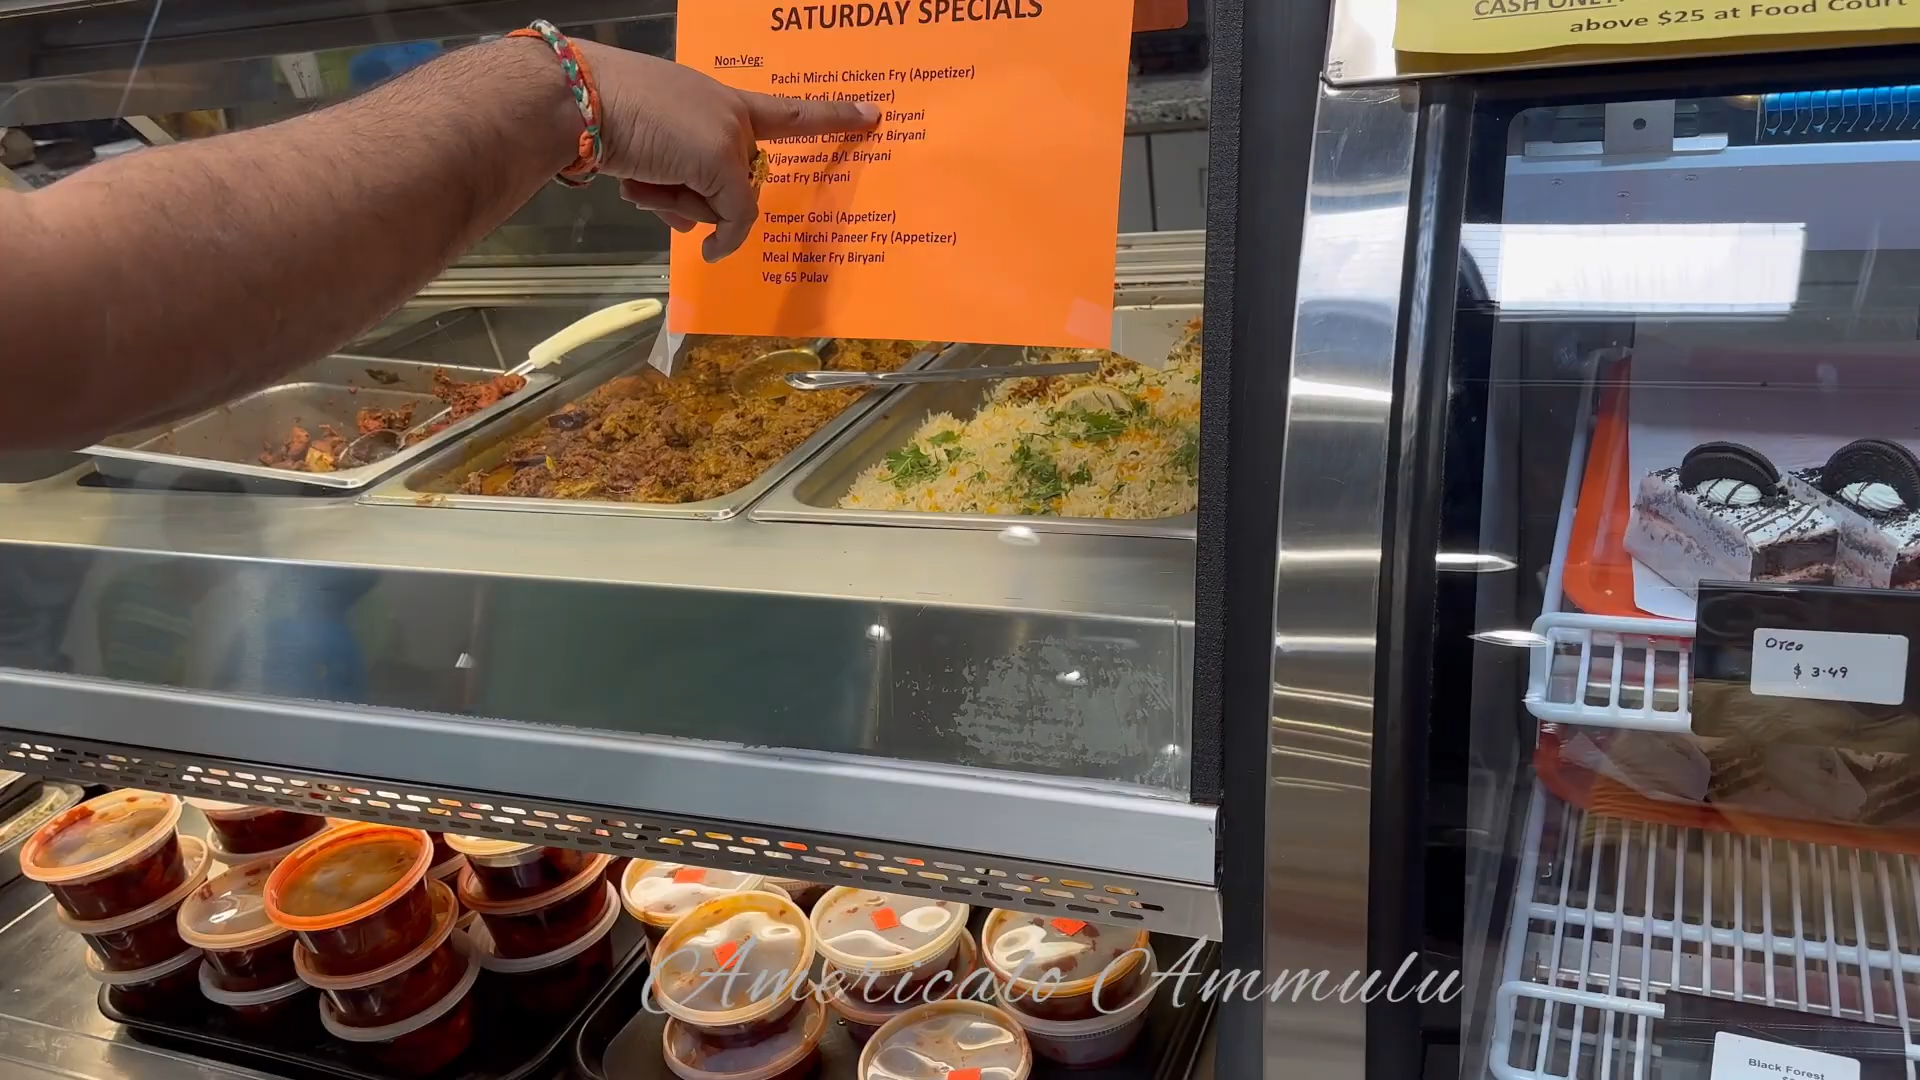 SATURDAY SPECIALS
Non-Veg:
Pachi Mirchi Chicken Fry (Appetizer)
Kodi (Appetizer)
Biryani
Natukodi Chicken Fry Biryani
Vijayawada B/L Biryani
Goat Fry Biryani
Temper Gobi (Appetizer)
Pachi Mirchi Paneer Fry (Appetizer)
Meal Maker Fry Biryani
Veg 65 Pulav
CASH ONLY
above $25 at Food Court
Oreo
$ 3.49
Black Forest
Americalo Ammulu